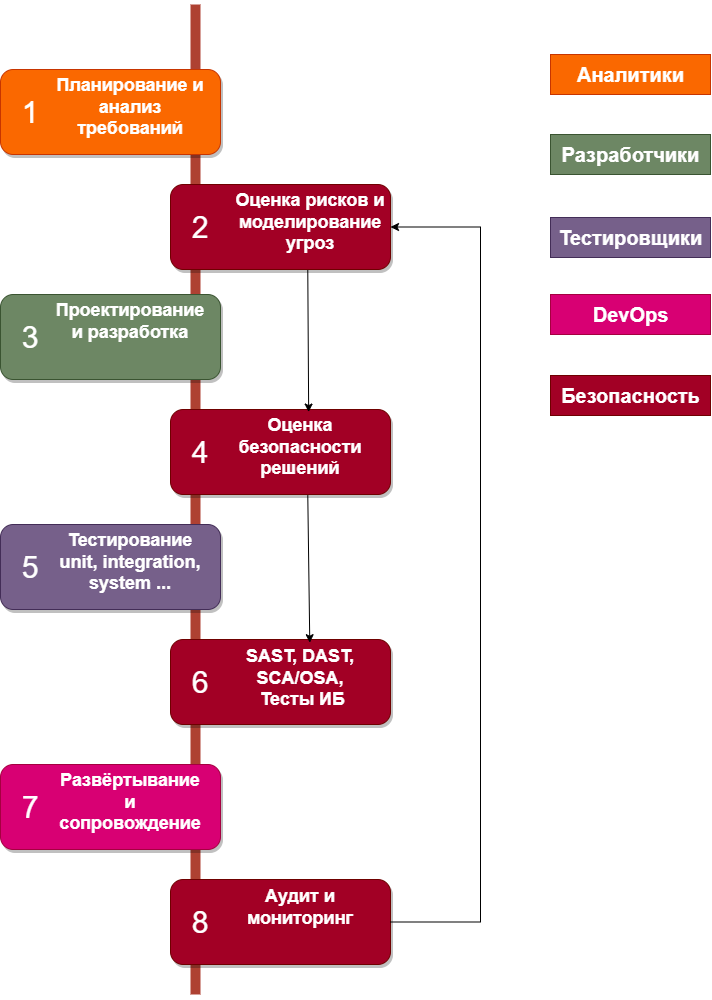 1
Планирование и
анализ
требований
2
Оценка рисков и
моделирование
угроз
3
Проектирование
и разработка
4
Оценка
безопасности
решений
5
Тестирование
unit, integration,
system ...
6
SAST, DAST,
SCA/OSA,
Тесты ИБ
7
Развёртывание
и
сопровождение
8
Аудит и
мониторинг
Аналитики
Разработчики
Тестировщики
DevOps
Безопасность